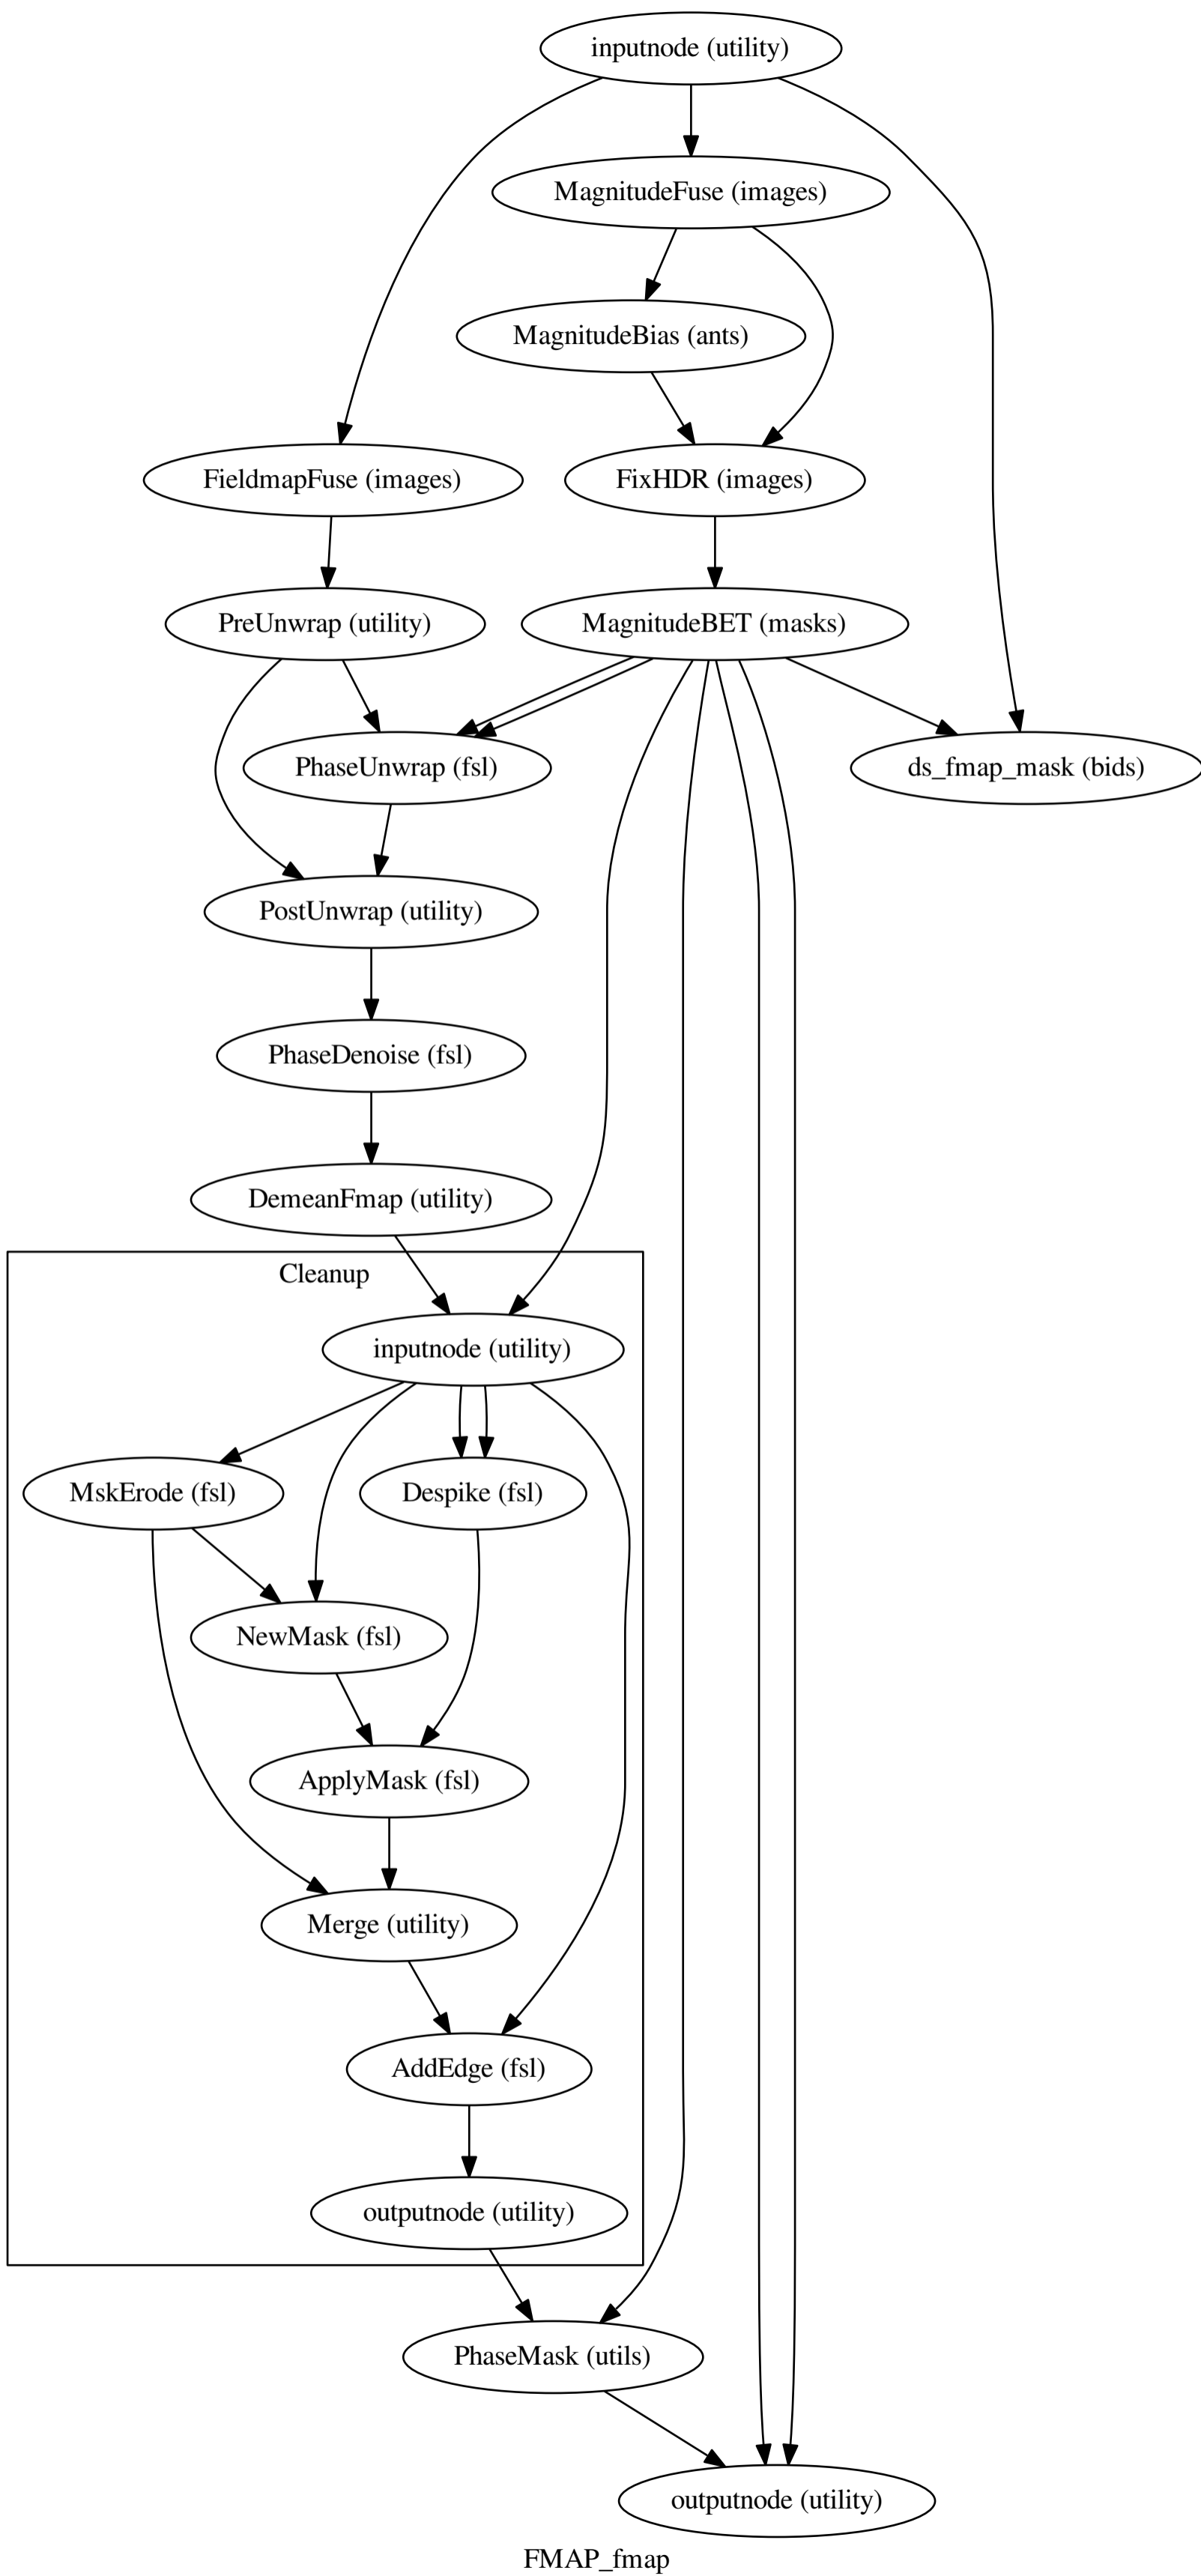 inputnode (utility)
MagnitudeFuse (images)
MagnitudeBias (ants)
FieldmapFuse (images)
FixHDR (images)
PreUnwrap (utility)
MagnitudeBET (masks)
PhaseUnwrap (fsl)
ds_fmap_mask (bids)
PostUnwrap (utility)
PhaseDenoise (fsl)
DemeanFmap (utility)
Cleanup
inputnode (utility)
MskErode (fsl)
Despike (fsl)
NewMask (fsl)
ApplyMask (fsl)
Merge (utility)
AddEdge (fsl)
outputnode (utility)
PhaseMask (utils)
outputnode (utility)
FMAP_fmap